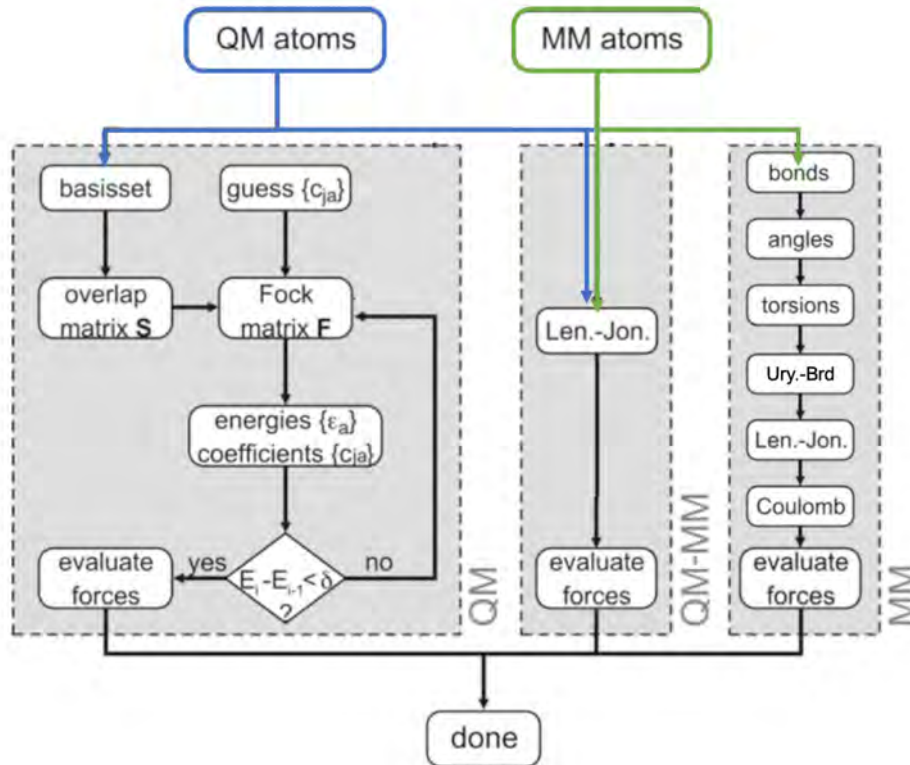 QM atoms
MM atoms
basisset
guess {cja}
overlap
matrix S
Fock
matrix F
energies {εa}
coefficients {cja}
Ei-Ei-1<δ
?
yes
no
evaluate
forces
QM
Len.-Jon.
evaluate
forces
QM-MM
bonds
angles
torsions
Ury.-Brd
Len.-Jon.
Coulomb
evaluate
forces
MM
done